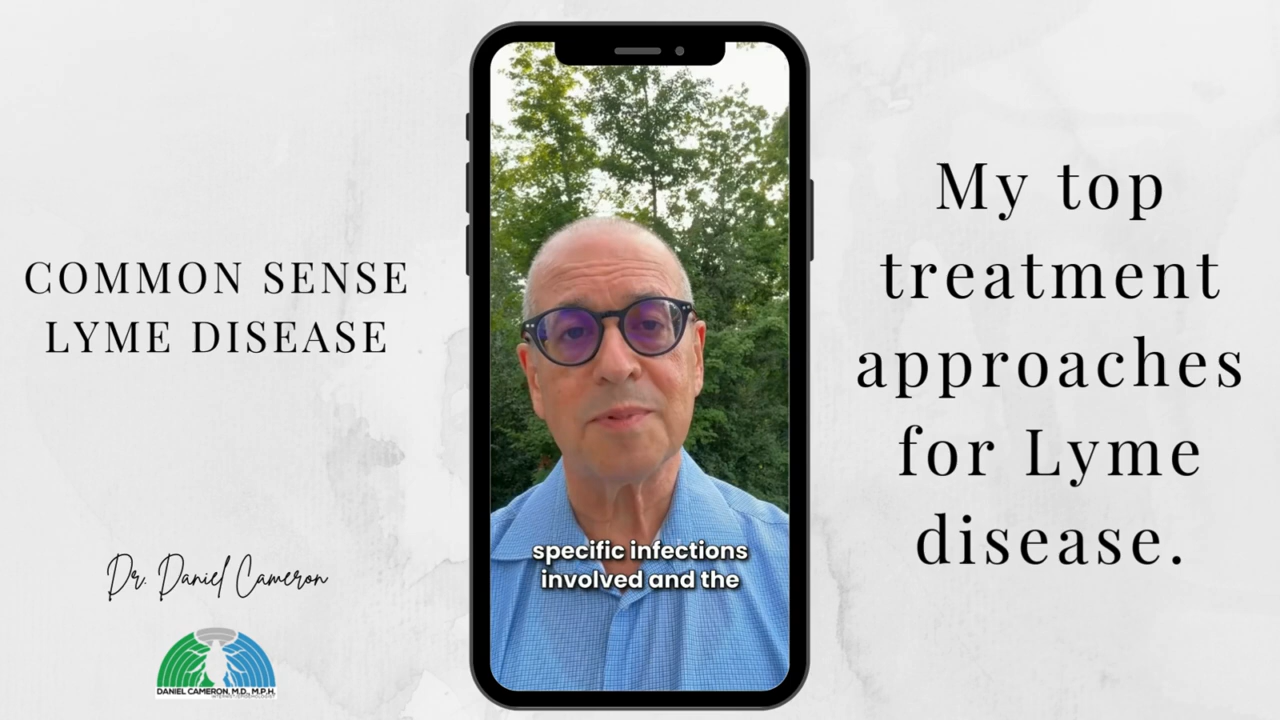 COMMON SENSE
LYME DISEASE
Dr. Daniel Cameron
DANIEL CAMERON, M.D., M.P.H.
specific infections
involved and the
My top
treatment
approaches
for Lyme
disease.